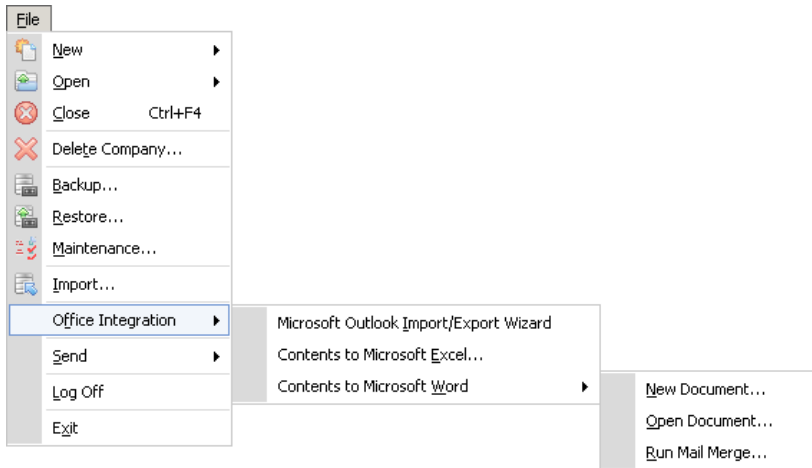 File
New
Open
Close Ctrl+F4
Delete Company...
Backup...
Restore...
Maintenance...
Import...
Office Integration
Microsoft Outlook Import/Export Wizard
Send
Contents to Microsoft Excel...
Log Off
Contents to Microsoft Word
New Document...
Exit
Open Document...
Run Mail Merge...